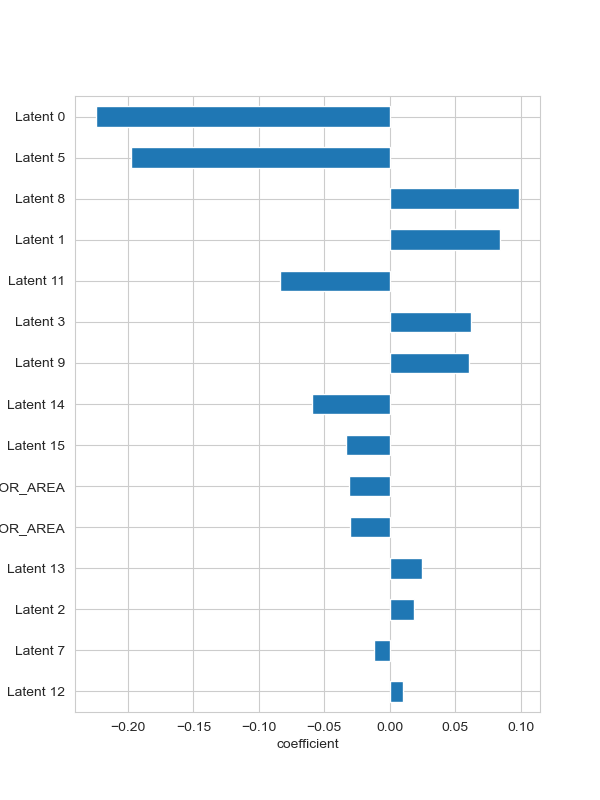 Latent 0
Latent 5
Latent 8
Latent 1
Latent 11
Latent 3
Latent 9
Latent 14
Latent 15
OR_AREA
OR_AREA
Latent 13
Latent 2
Latent 7
Latent 12
−0.20 −0.15 −0.10 −0.05 0.00 0.05 0.10
coefficient